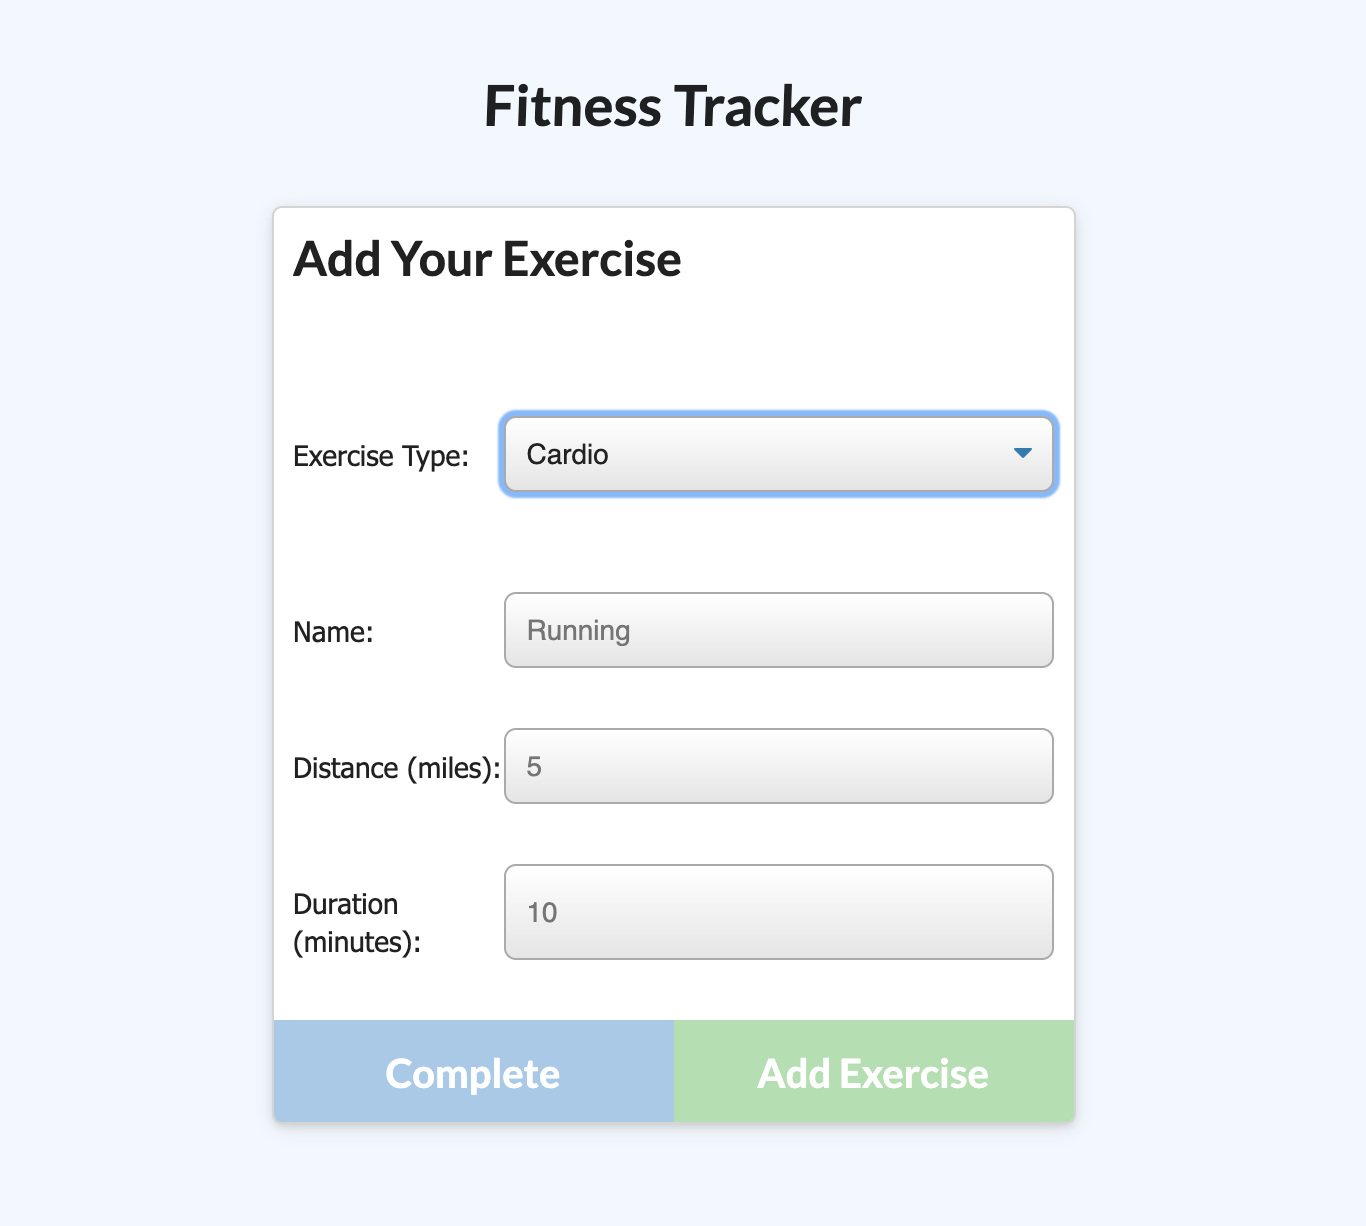 Fitness Tracker
Add Your Exercise
Exercise Type: Cardio
Name: Running
Distance (miles): 5
Duration
(minutes): 10
Complete Add Exercise